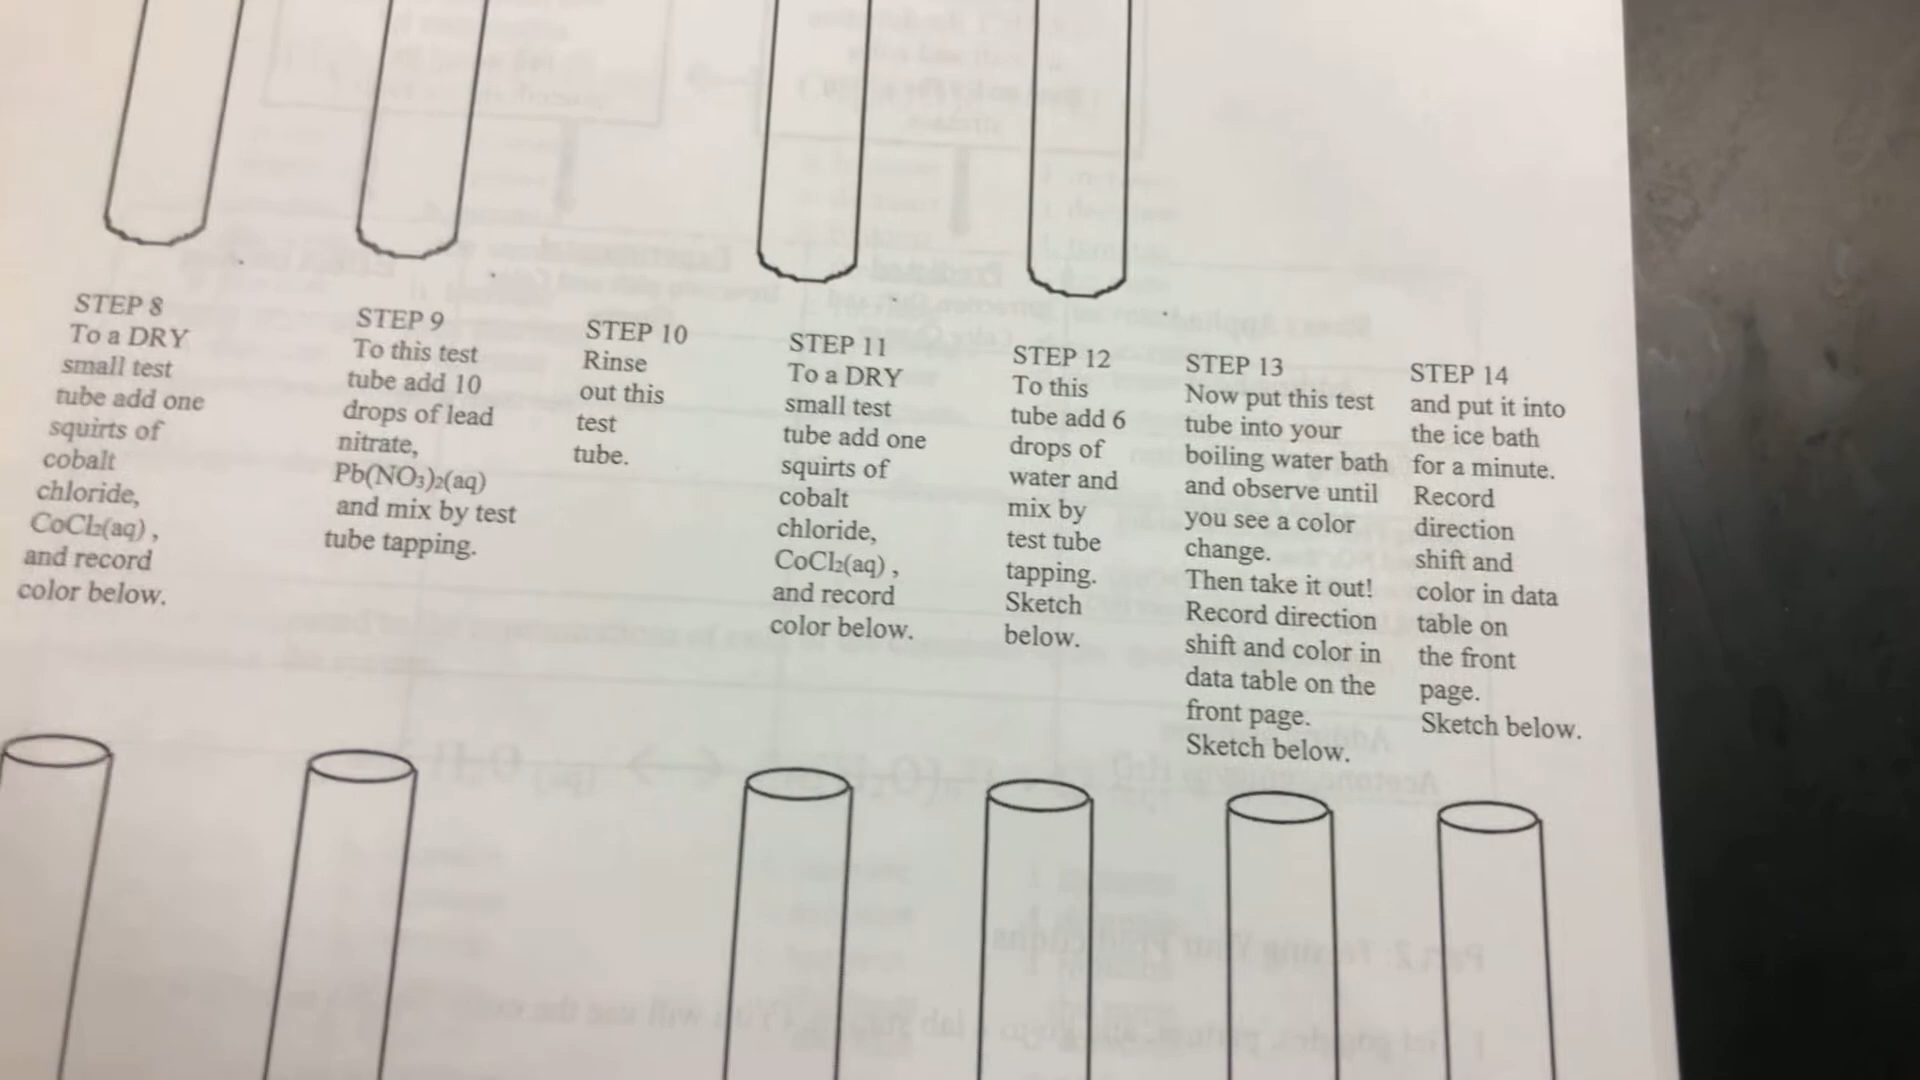 STEP 8
To a DRY
small test
tube add one
squirts of
cobalt
chloride,
CoCl2(aq) ,
and record
color below.
STEP 9
To this test
tube add 10
drops of lead
nitrate,
Pb(NO3)2(aq)
and mix by test
tube tapping.
STEP 10
Rinse
out this
test
tube.
STEP 11
To a DRY
small test
tube add one
squirts of
cobalt
chloride,
CoCl2(aq) ,
and record
color below.
STEP 12
To this
tube add 6
drops of
water and
mix by
test tube
tapping.
Sketch
below.
STEP 13
Now put this test
tube into your
boiling water bath
and observe until
you see a color
change.
Then take it out!
Record direction
shift and color in
data table on the
front page.
Sketch below.
STEP 14
and put it into
the ice bath
for a minute.
Record
direction
shift and
color in data
table on
the front
page.
Sketch below.